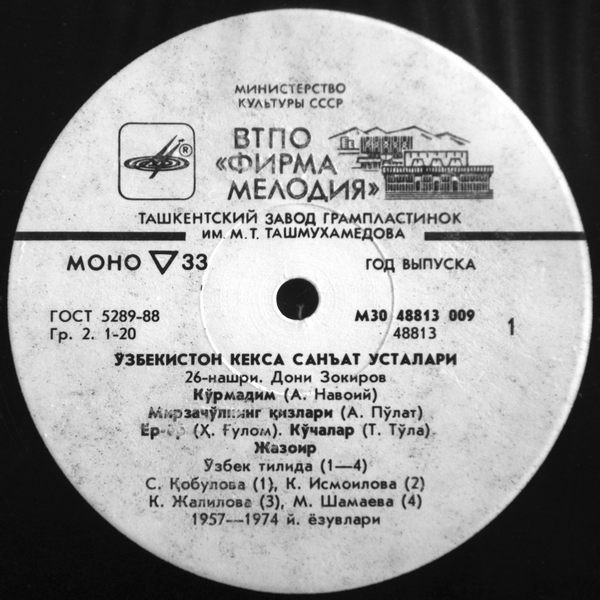 МИНИСТЕРСТВО
КУЛЬТУРЫ СССР
ВТПО
«ФИРМА
МЕЛОДИЯ»
®
ТАШКЕНТСКИЙ ЗАВОД ГРАМПЛАСТИНОК
ИМ. М.Т. ТАШМУХАМЕДОВА
МОНО 33
ГОД ВЫПУСКА
ГОСТ 5289-88
Гр. 2. 1-20
М30 48813 009
48813
1
ЎЗБЕКИСТОН КЕКСА САНЪАТ УСТАЛАРИ
26-нашри. Дони Зокиров
Кўрмадим (А. Навоий)
Мирзачўлнинг қизлари (А. Пўлат)
Ёр-ёр (Ҳ. Ғулом). Кўчалар (Т. Тўла).
Жазоир
Ўзбек тилида (1—4)
С. Қобулова (1), К. Исмоилова (2)
К. Жалилова (3), М. Шамаева (4)
1957—1974 й. ёзувлари